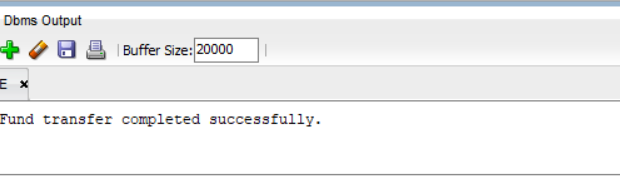 Dbms Output
Buffer Size: 20000
E
Fund transfer completed successfully.